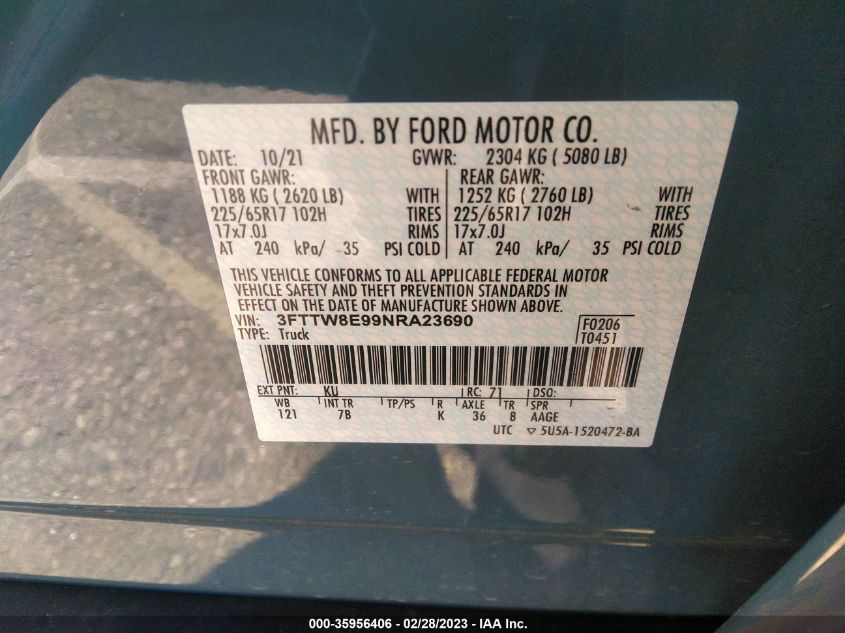 MFD. BY FORD MOTOR CO.
DATE: 10/21 GVWR: 2304 KG ( 5080 LB)
FRONT GAWR: REAR GAWR:
1188 KG ( 2620 LB) WITH 1252 KG ( 2760 LB) WITH
225/65R17 102H TIRES 225/65R17 102H TIRES
17x7.0J RIMS 17x7.0J RIMS
AT 240 kPa/ 35 PSI COLD AT 240 kPa/ 35 PSI COLD
THIS VEHICLE CONFORMS TO ALL APPLICABLE FEDERAL MOTOR
VEHICLE SAFETY AND THEFT PREVENTION STANDARDS IN
EFFECT ON THE DATE OF MANUFACTURE SHOWN ABOVE.
VIN: 3FTTW8E99NRA23690 F0206
TYPE: Truck T0451
EXT PNT: KU RC: 71 DSO:
WB INT TR TP/PS R AXLE TR SPR
121 7B K 36 8 AAGE
UTC ▽ 5U5A-1520472-BA
000-35956406 - 02/28/2023 - IAA Inc.